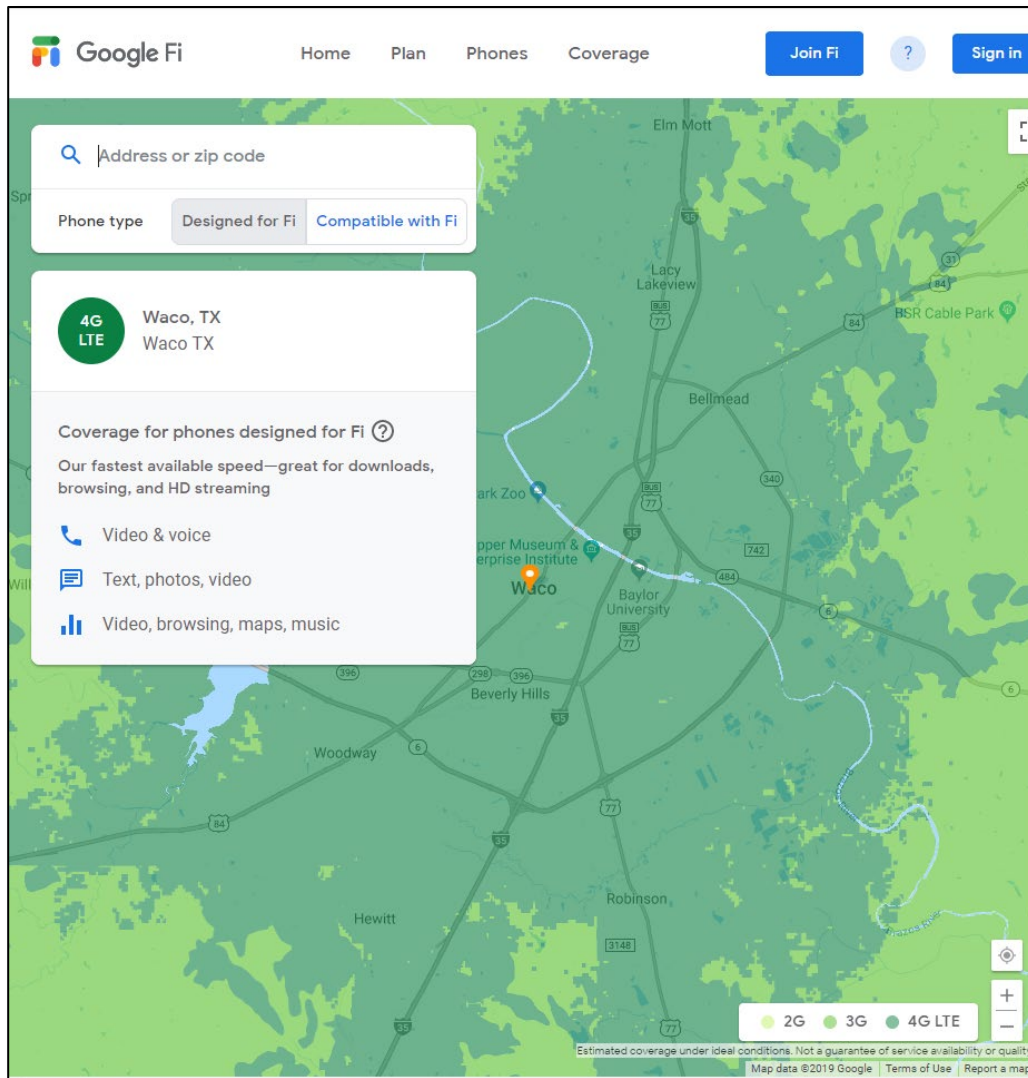 Google Fi
Home
Plan
Phones
Coverage
Join Fi
?
Sign in
Address or zip code
Phone type
Designed for Fi
Compatible with Fi
4G
LTE
Waco, TX
Waco TX
Coverage for phones designed for Fi ?
Our fastest available speed—great for downloads,
browsing, and HD streaming
Video & voice
Text, photos, video
Video, browsing, maps, music
Elm Mott
35
Lacy
Lakeview
BUS
77
31
84
84
BSR Cable Park
Bellmead
ark Zoo
BUS
77
340
35
pper Museum &
erprise Institute
742
Waco
484
Baylor
University
6
BUS
77
396
298
396
Beverly Hills
6
35
Woodway
6
84
77
35
Robinson
Hewitt
3148
35
77
+
−
2G
3G
4G LTE
Estimated coverage under ideal conditions. Not a guarantee of service availability or quality
Map data ©2019 Google
Terms of Use
Report a map